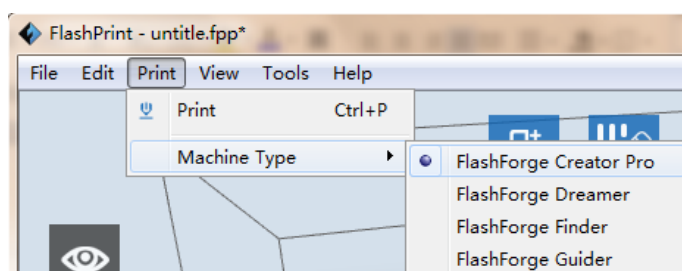 FlashPrint - untitle.fpp*
File Edit Print View Tools Help
Print Ctrl+P
Machine Type
FlashForge Creator Pro
FlashForge Dreamer
FlashForge Finder
FlashForge Guider